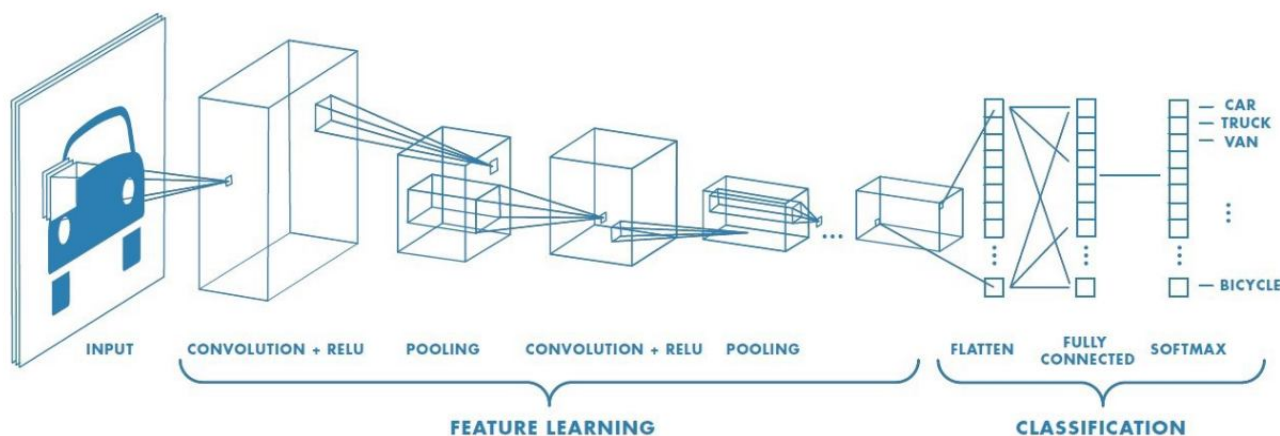 CAR
TRUCK
VAN
BICYCLE
INPUT
CONVOLUTION + RELU
POOLING
CONVOLUTION + RELU
POOLING
FLATTEN
FULLY
CONNECTED
SOFTMAX
FEATURE LEARNING
CLASSIFICATION